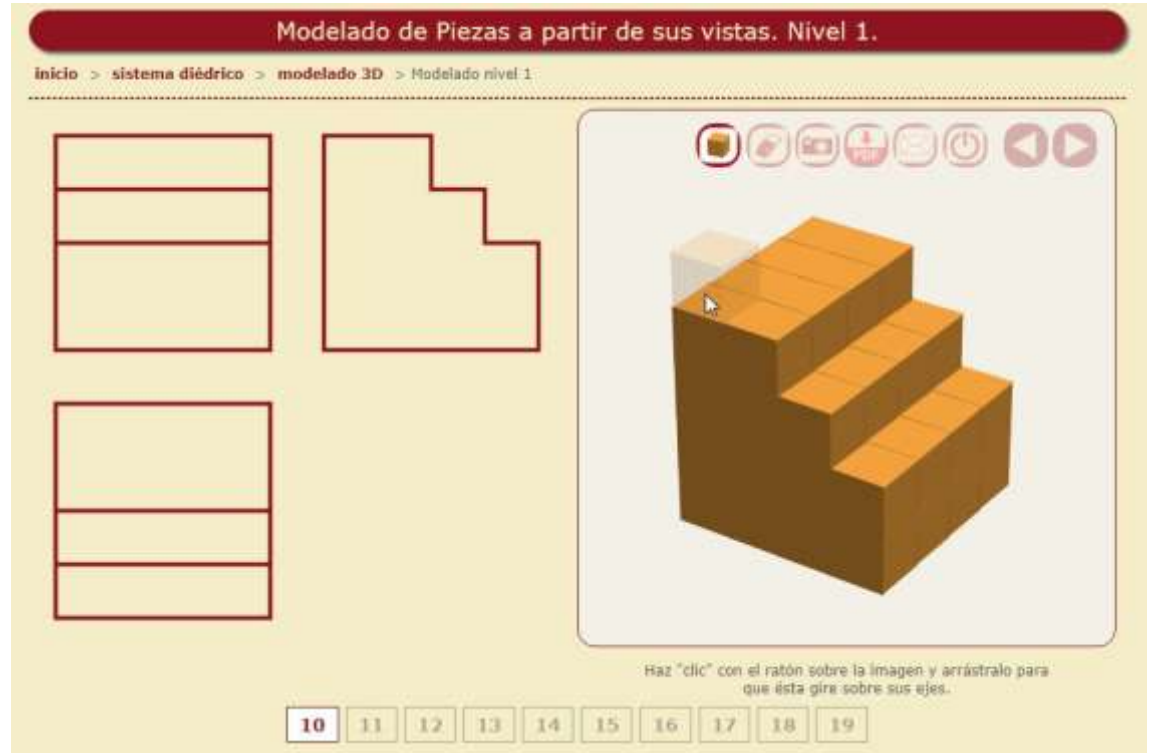 Modelado de Piezas a partir de sus vistas. Nivel 1.
inicio > sistema diédrico > modelado 3D > Modelado nivel 1
PDF
Haz "clic" con el ratón sobre la imagen y arrástralo para
que ésta gire sobre sus ejes.
10 11 12 13 14 15 16 17 18 19